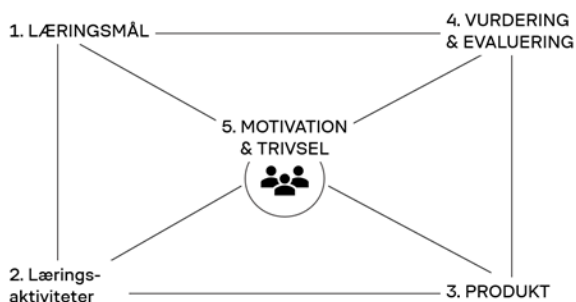 1. LÆRINGSMÅL
4. VURDERING
& EVALUERING
5. MOTIVATION
& TRIVSEL
2. Lærings-
aktiviteter
3. PRODUKT